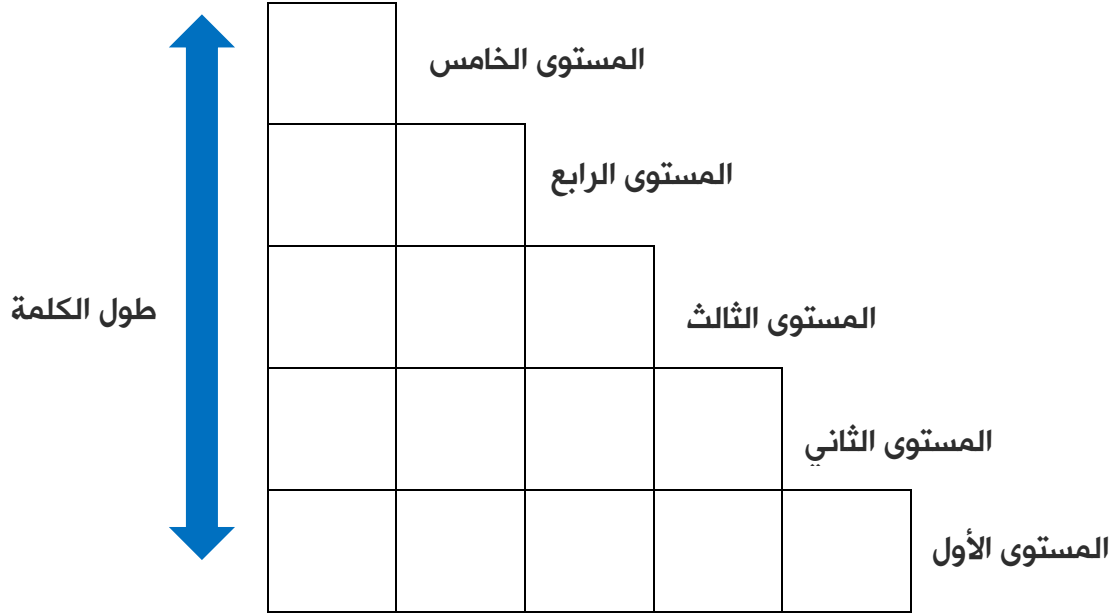 المستوى الخامس
المستوى الرابع
طول الكلمة
المستوى الثالث
المستوى الثاني
المستوى الأول